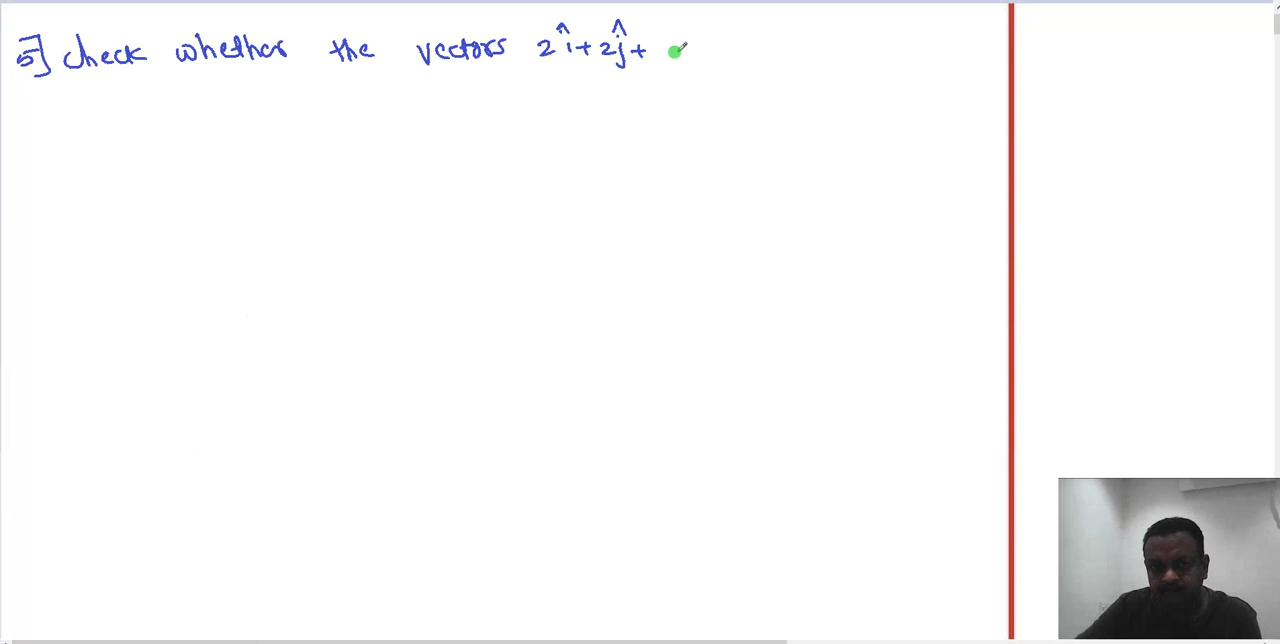 5] check whether the vectors 2î + 2ĵ +